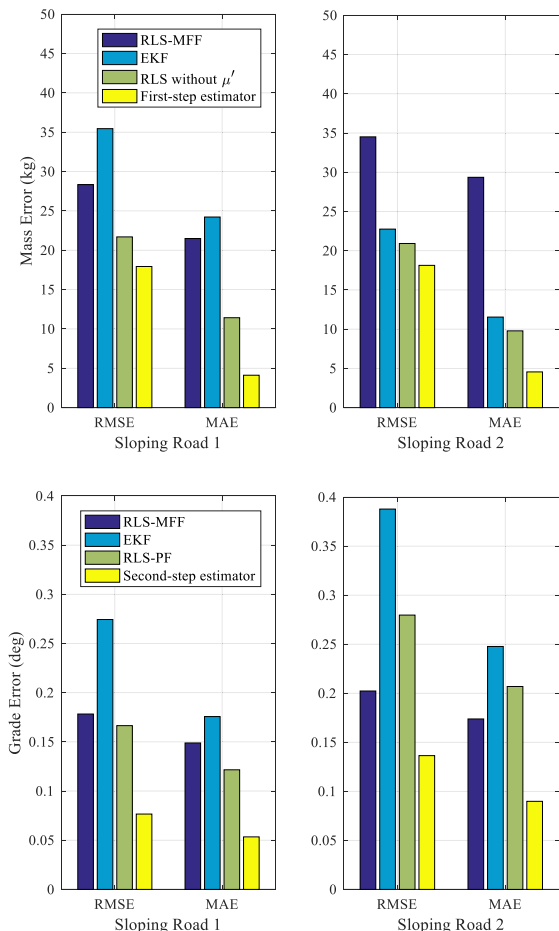 50
45
40
35
30
25
20
15
10
5
0
Mass Error (kg)
RLS-MFF
EKF
RLS without μ′
First-step estimator
RMSE MAE
Sloping Road 1
50
45
40
35
30
25
20
15
10
5
0
RMSE MAE
Sloping Road 2
0.4
0.35
0.3
0.25
0.2
0.15
0.1
0.05
0
Grade Error (deg)
RLS-MFF
EKF
RLS-PF
Second-step estimator
RMSE MAE
Sloping Road 1
0.4
0.35
0.3
0.25
0.2
0.15
0.1
0.05
0
RMSE MAE
Sloping Road 2